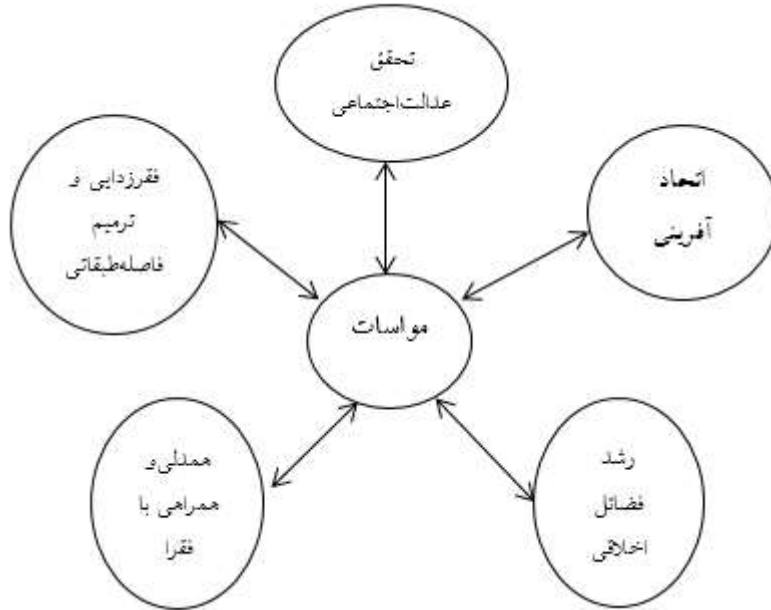 تحقق
عدالت‌اجتماعی
اتحاد
آفرینی
فقرزدایی و
ترمیم
فاصله‌طبقاتی
مواسات
همدلی‌و
همراهی با
فقرا
رشد
فضائل
اخلاقی